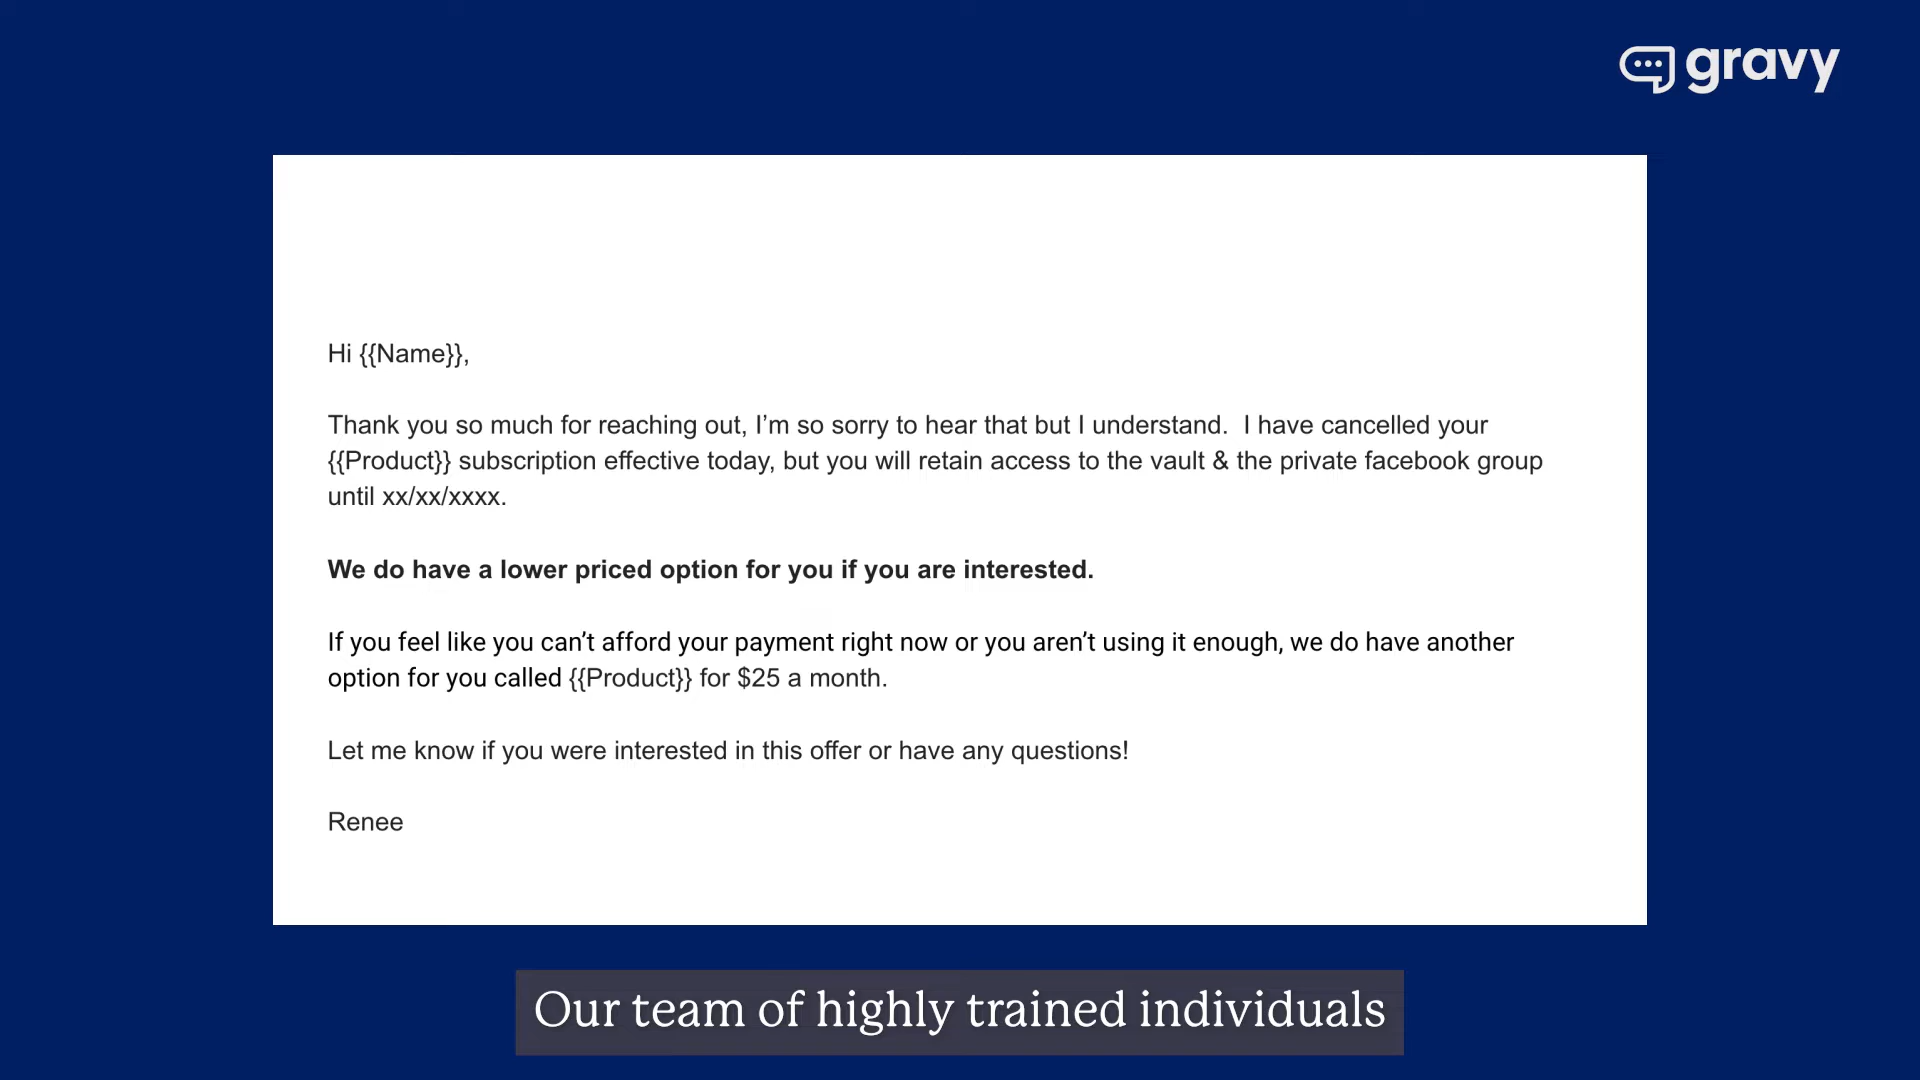 gravy
Hi {{Name}},
Thank you so much for reaching out, I’m so sorry to hear that but I understand.  I have cancelled your
{{Product}} subscription effective today, but you will retain access to the vault & the private facebook group
until xx/xx/xxxx.
We do have a lower priced option for you if you are interested.
If you feel like you can’t afford your payment right now or you aren’t using it enough, we do have another
option for you called {{Product}} for $25 a month.
Let me know if you were interested in this offer or have any questions!
Renee
Our team of highly trained individuals